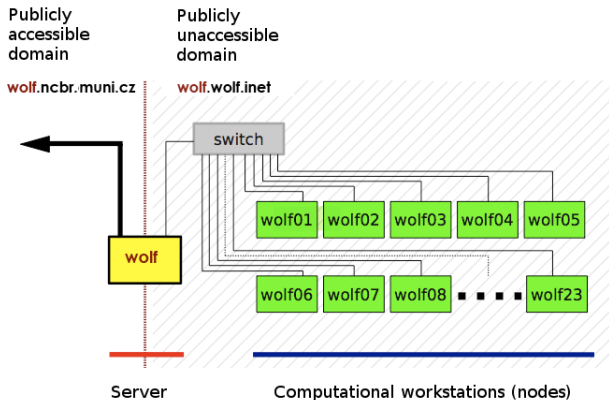 Publicly
accessible
domain
wolf.ncbr.muni.cz
Publicly
unaccessible
domain
wolf.wolf.inet
switch
wolf01 wolf02 wolf03 wolf04 wolf05
wolf
wolf06 wolf07 wolf08 wolf23
Server
Computational workstations (nodes)